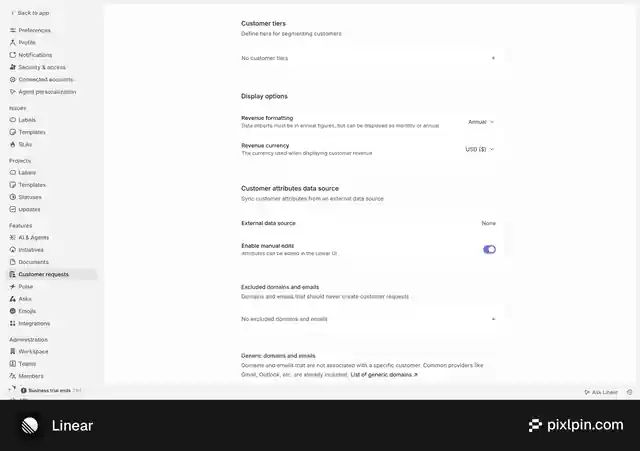 Back to app
Preferences
Profile
Notifications
Security & access
Connected accounts
Agent personalization
Issues
Labels
Templates
SLAs
Projects
Labels
Templates
Statuses
Updates
Features
AI & Agents
Initiatives
Documents
Customer requests
Pulse
Asks
Emojis
Integrations
Administration
Workspace
Teams
Members
Business trial ends
Customer tiers
Define tiers for segmenting customers
No customer tiers
Display options
Revenue formatting
Data imports must be in annual figures, but can be displayed as monthly or annual
Annual
Revenue currency
The currency used when displaying customer revenue
USD ($)
Customer attributes data source
Sync customer attributes from an external data source
External data source
None
Enable manual edits
Attributes can be edited in the Linear UI
Excluded domains and emails
Domains and emails that should never create customer requests
No excluded domains and emails
Generic domains and emails
Domains and emails that are not associated with a specific customer. Common providers like
Gmail, Outlook, etc. are already included. List of generic domains ↗
Ask Linear
Linear
pixlpin.com